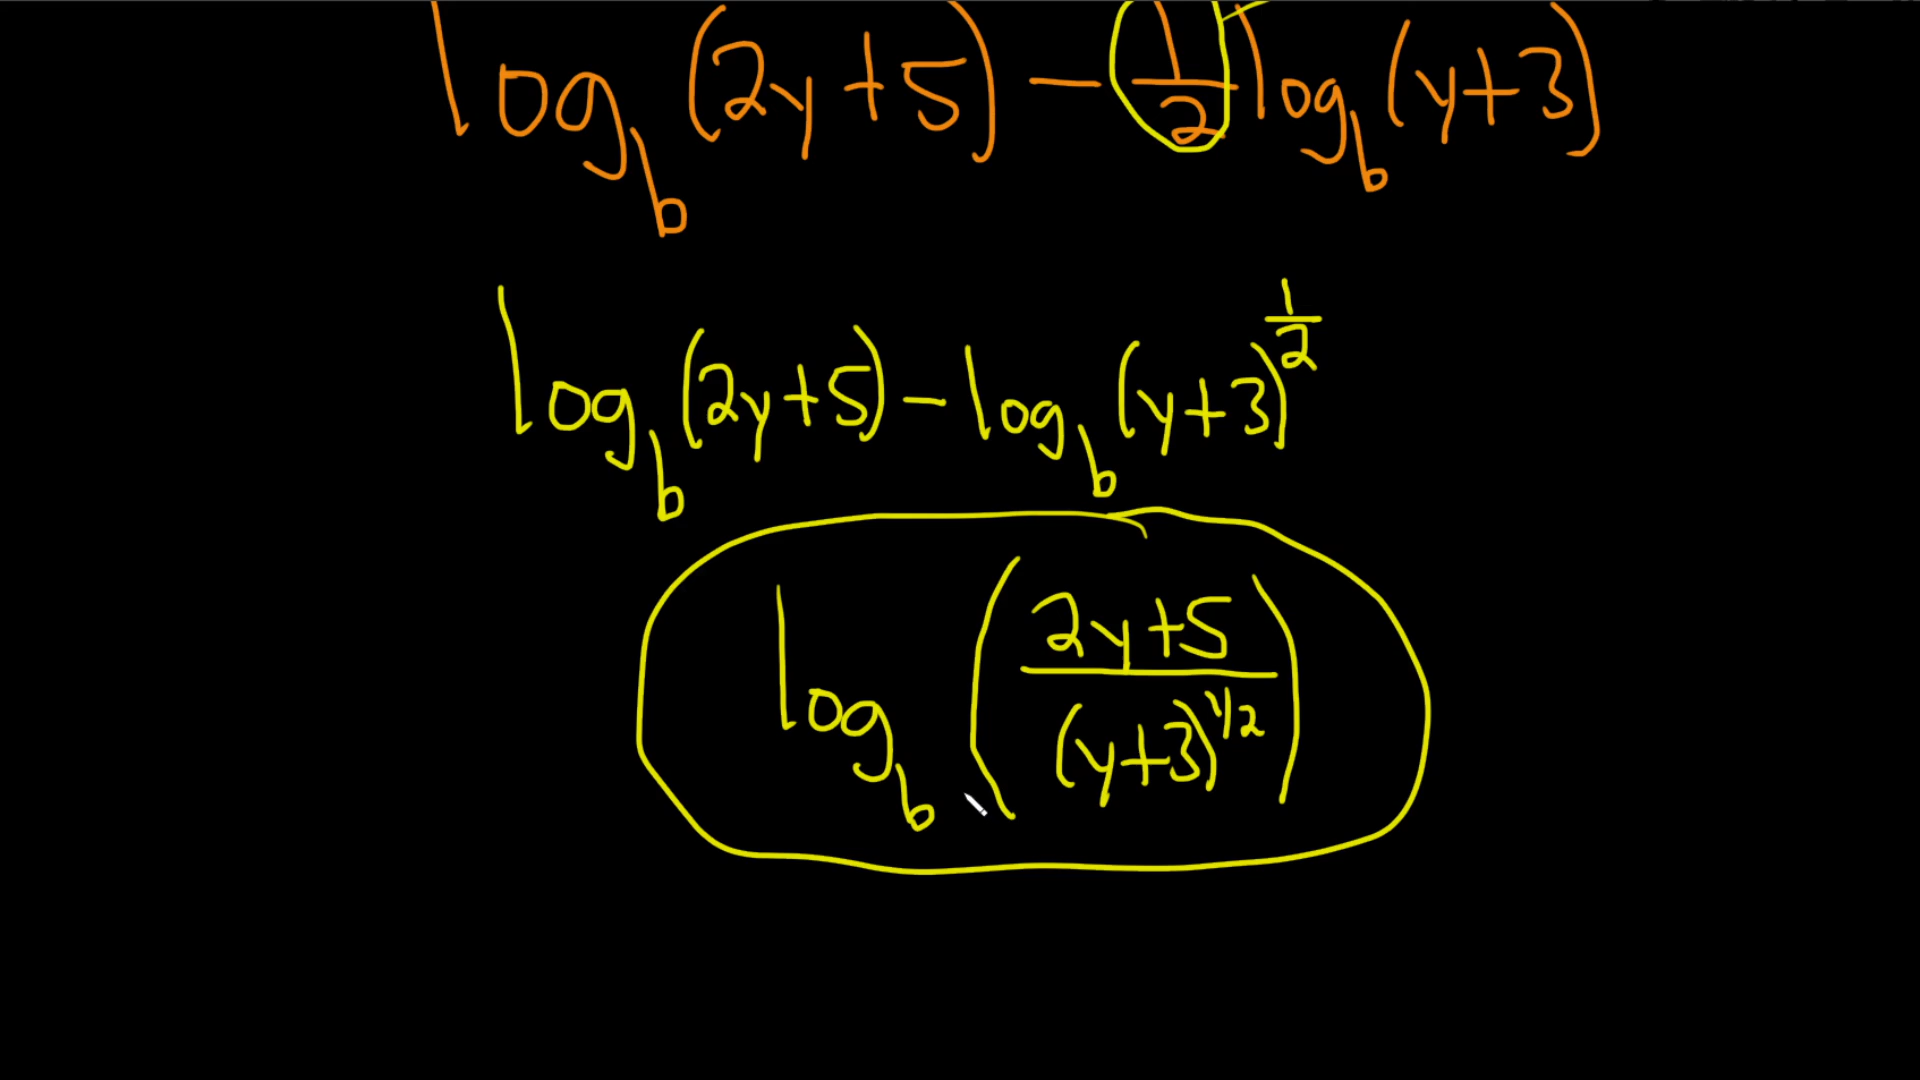 log_b (2y+5) - 1/2 log_b (y+3)
log_b (2y+5) - log_b (y+3)^1/2
log_b ( 2y+5 / (y+3)^1/2 )